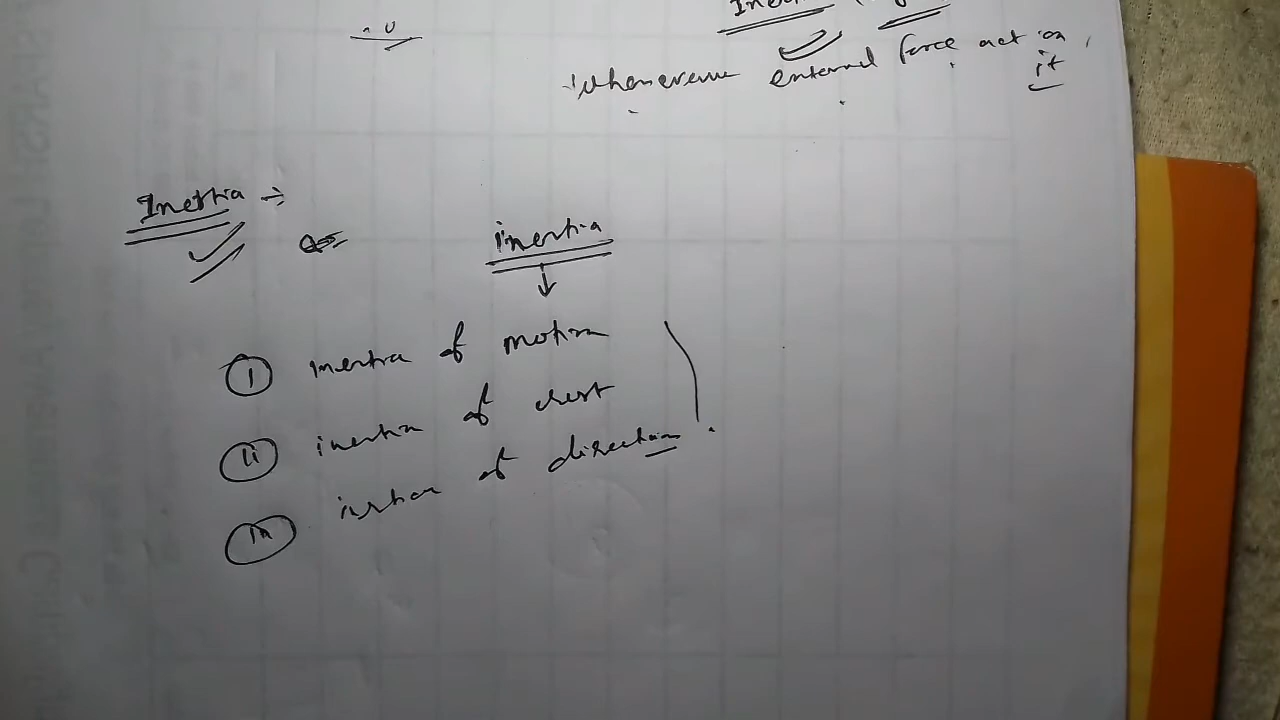 whenever external force act on
it
Inertia →
inertia
↓
(i) inertia of motion
(ii) inertia of rest
(iii) inertia of direction.